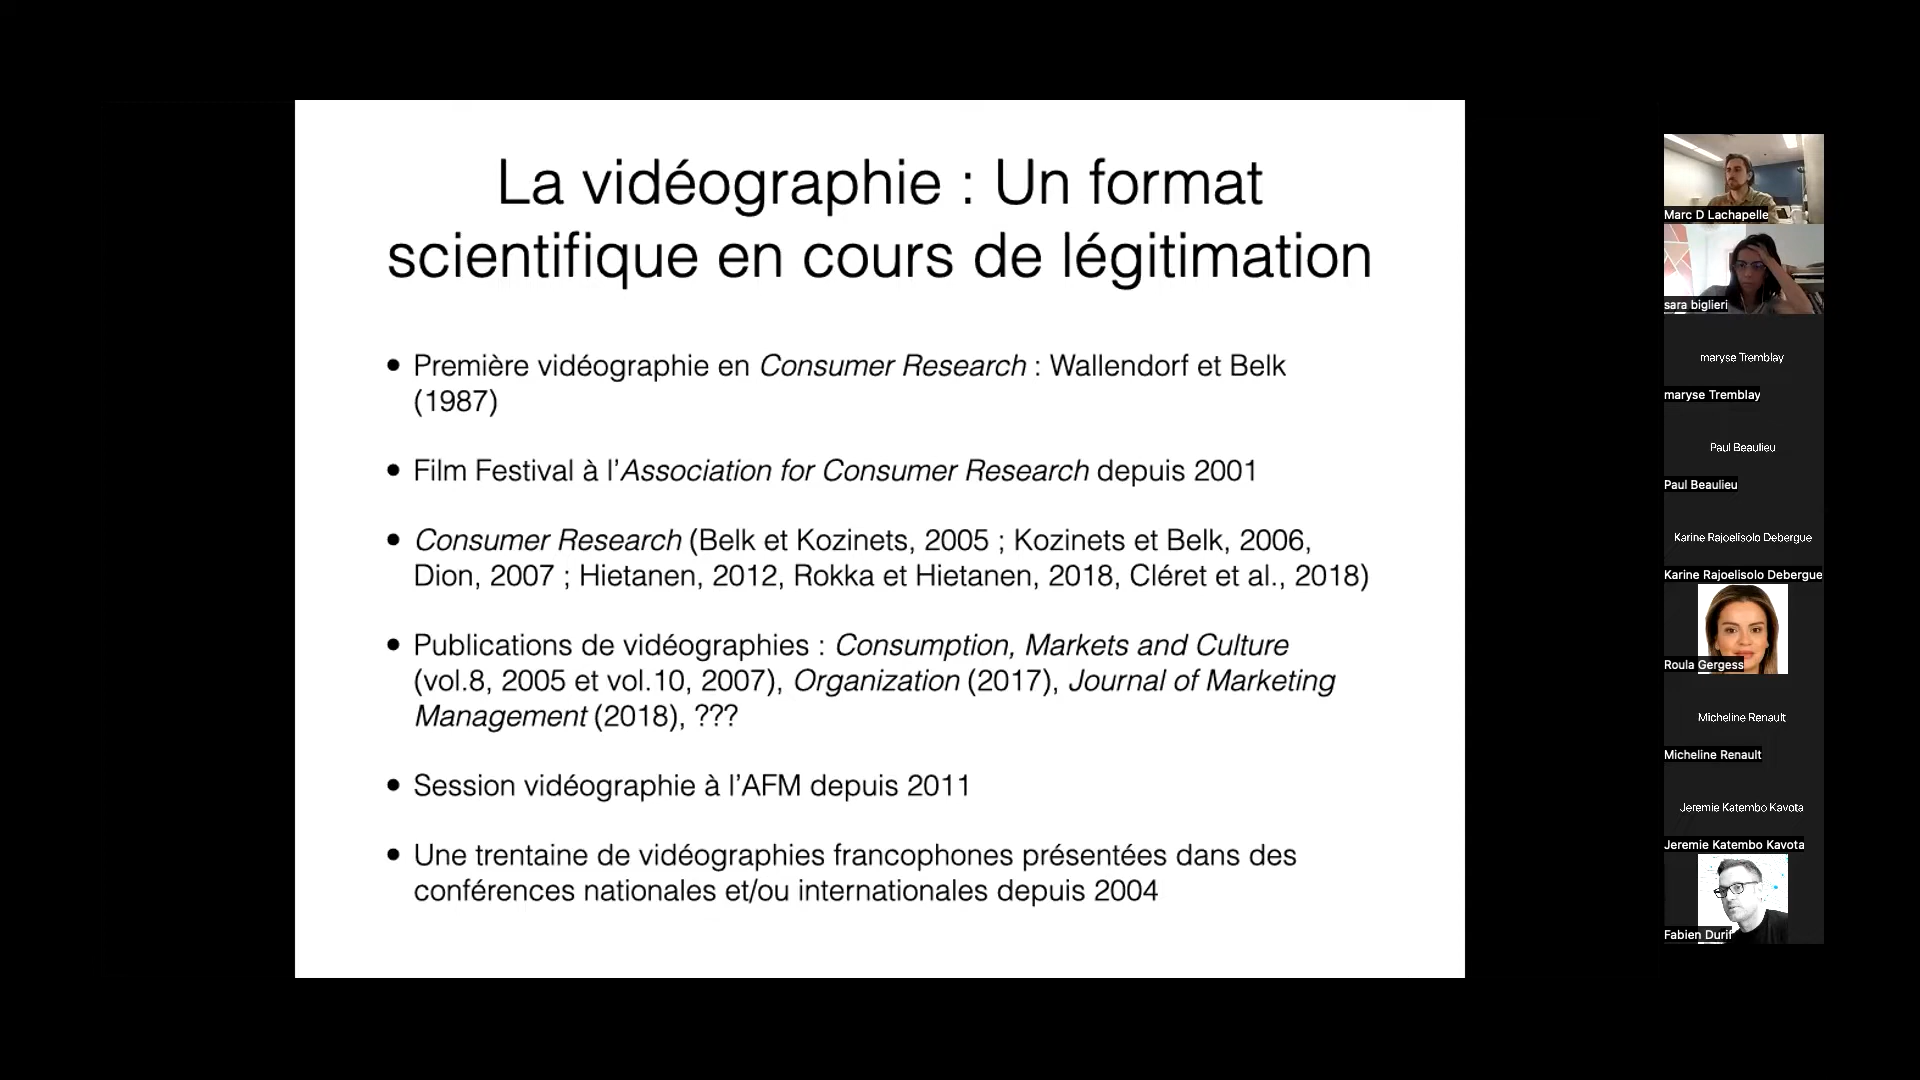 La vidéographie : Un format
scientifique en cours de légitimation
• Première vidéographie en Consumer Research : Wallendorf et Belk
(1987)
• Film Festival à l'Association for Consumer Research depuis 2001
• Consumer Research (Belk et Kozinets, 2005 ; Kozinets et Belk, 2006,
Dion, 2007 ; Hietanen, 2012, Rokka et Hietanen, 2018, Cléret et al., 2018)
• Publications de vidéographies : Consumption, Markets and Culture
(vol.8, 2005 et vol.10, 2007), Organization (2017), Journal of Marketing
Management (2018), ???
• Session vidéographie à l'AFM depuis 2011
• Une trentaine de vidéographies francophones présentées dans des
conférences nationales et/ou internationales depuis 2004
Marc D Lachapelle
sara biglieri
maryse Tremblay
maryse Tremblay
Paul Beaulieu
Paul Beaulieu
Karine Rajoelisolo Debergue
Karine Rajoelisolo Debergue
Roula Gergess
Micheline Renault
Micheline Renault
Jeremie Katembo Kavota
Jeremie Katembo Kavota
Fabien Durif